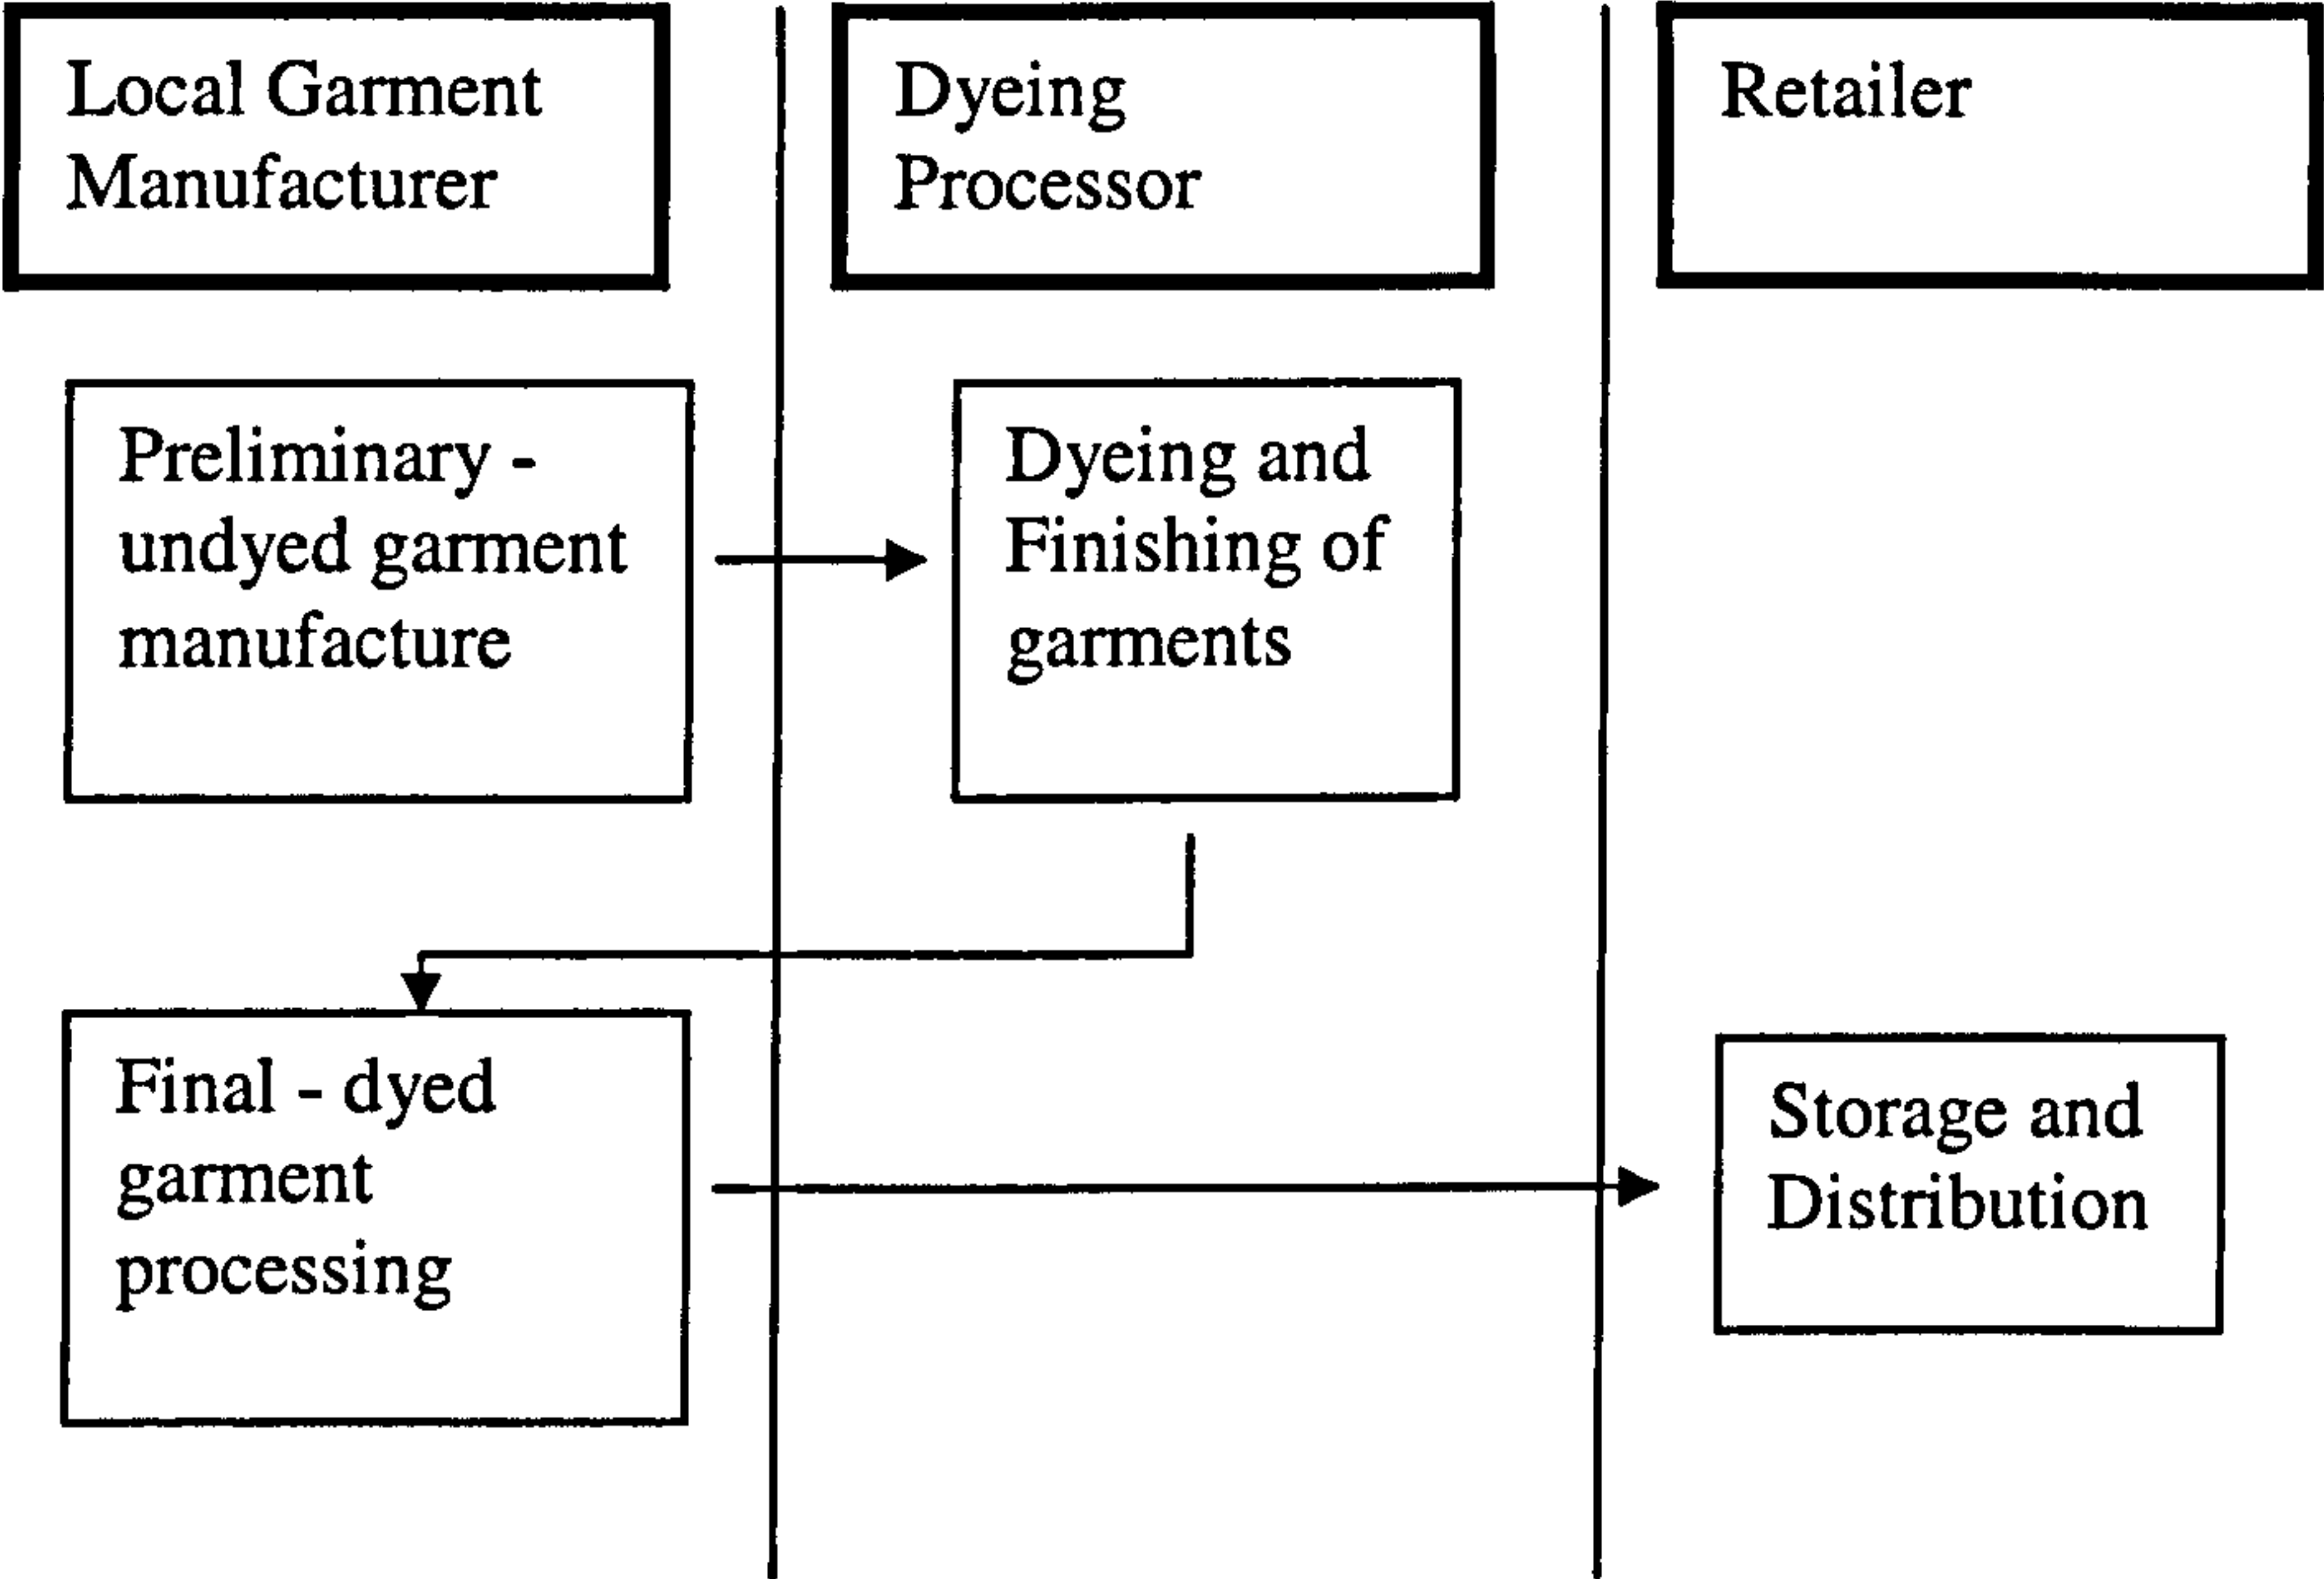 Local Garment
Manufacturer
Dyeing
Processor
Retailer
Preliminary -
undyed garment
manufacture
Dyeing and
Finishing of
garments
Final - dyed
garment
processing
Storage and
Distribution